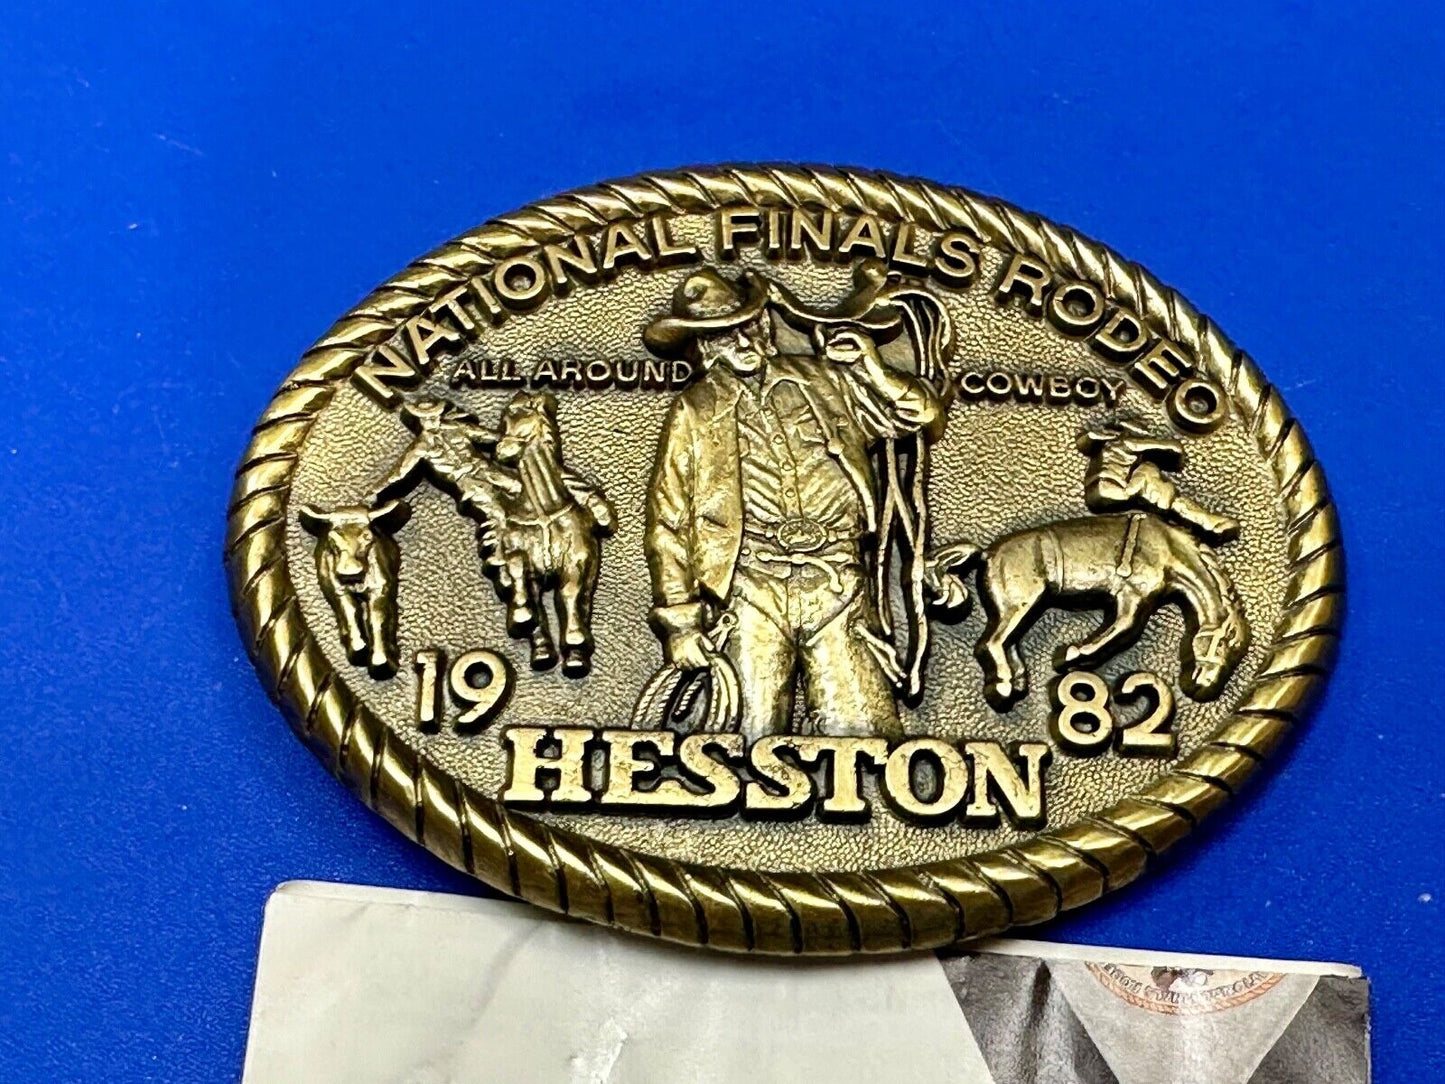 NATIONAL FINALS RODEO
ALL AROUND COWBOY
19 82
HESSTON